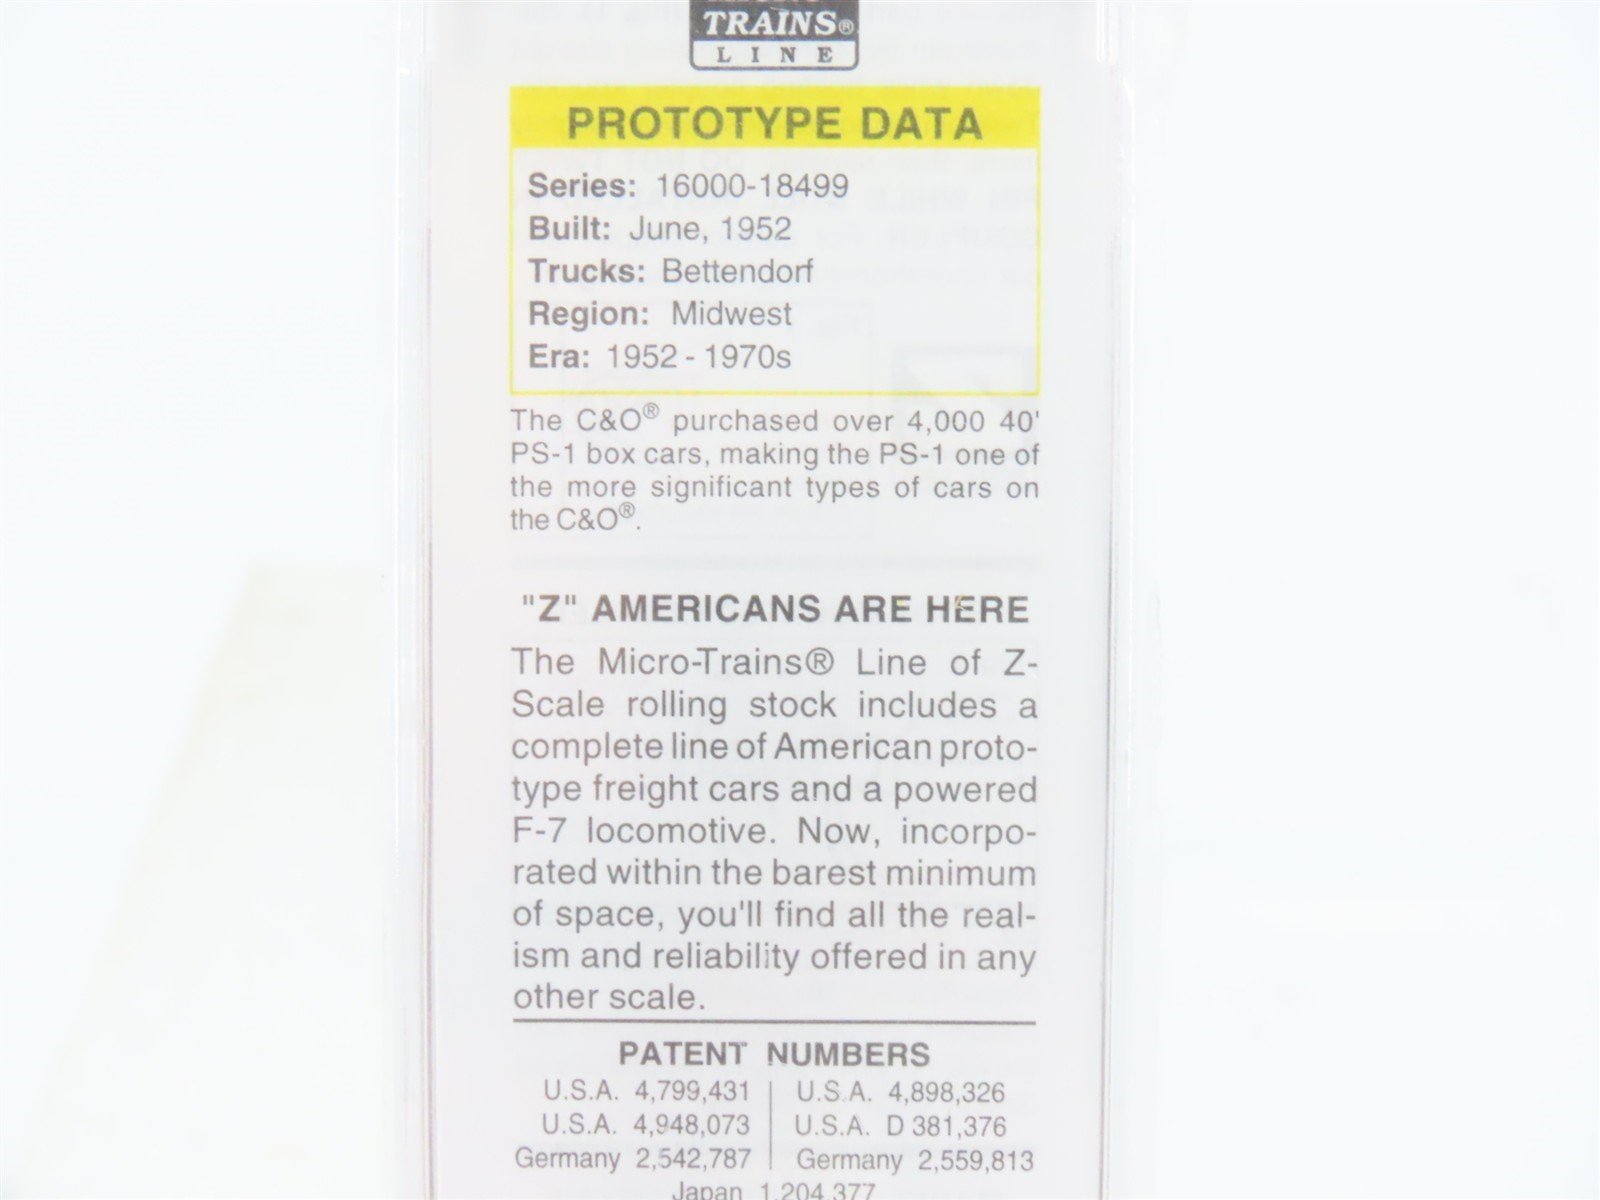 TRAINS®
LINE
PROTOTYPE DATA
Series: 16000-18499
Built: June, 1952
Trucks: Bettendorf
Region: Midwest
Era: 1952 - 1970s
The C&O® purchased over 4,000 40'
PS-1 box cars, making the PS-1 one of
the more significant types of cars on
the C&O®.
"Z" AMERICANS ARE HERE
The Micro-Trains® Line of Z-
Scale rolling stock includes a
complete line of American proto-
type freight cars and a powered
F-7 locomotive. Now, incorpo-
rated within the barest minimum
of space, you'll find all the real-
ism and reliability offered in any
other scale.
PATENT NUMBERS
U.S.A. 4,799,431 | U.S.A. 4,898,326
U.S.A. 4,948,073 | U.S.A. D 381,376
Germany 2,542,787 | Germany 2,559,813
Japan 1,204,377